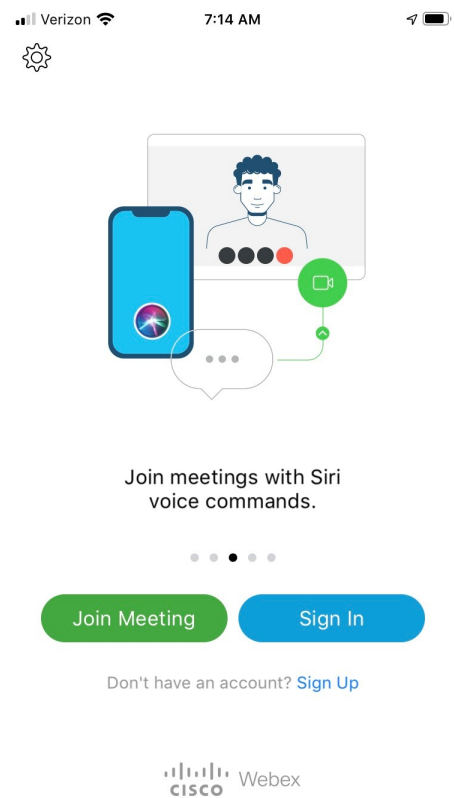 Verizon 7:14 AM
Join meetings with Siri
voice commands.
Join Meeting Sign In
Don't have an account? Sign Up
CISCO Webex